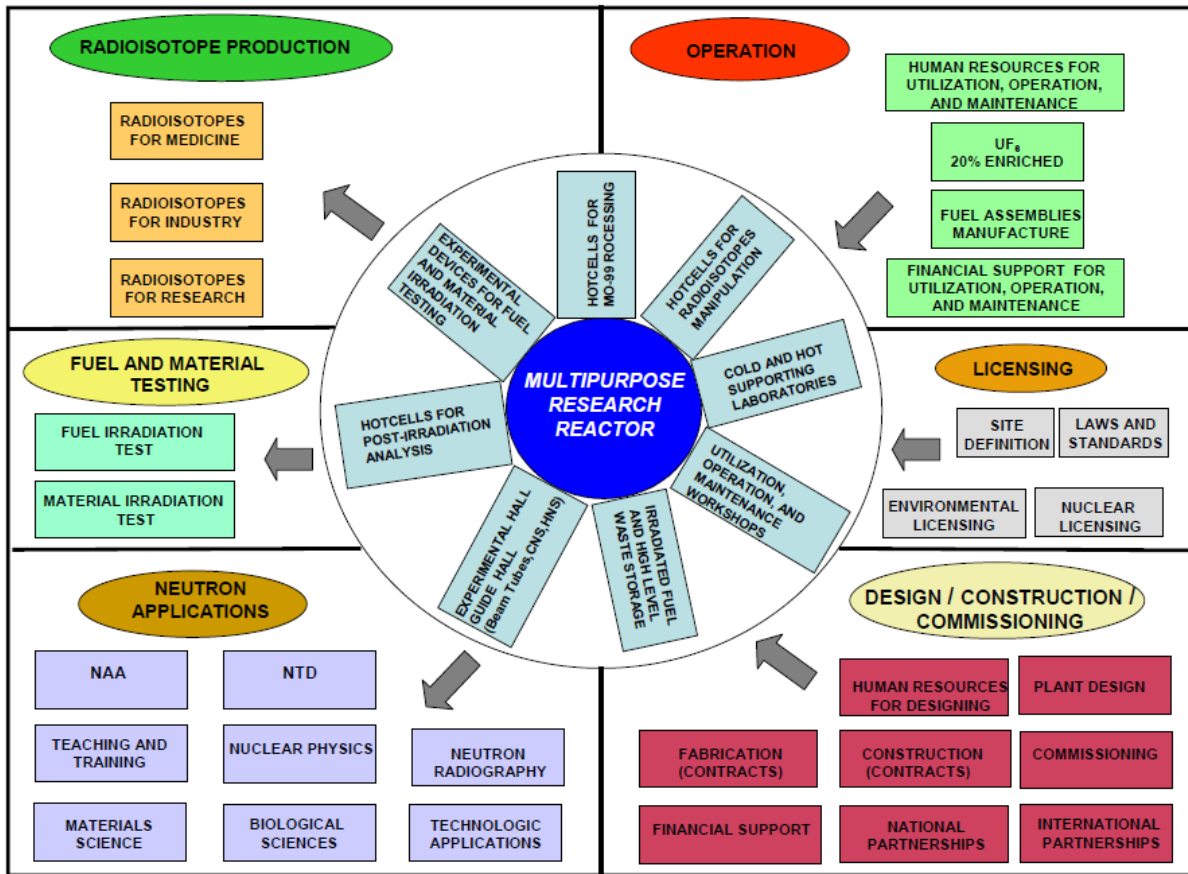 RADIOISOTOPE PRODUCTION
RADIOISOTOPES
FOR MEDICINE
RADIOISOTOPES
FOR INDUSTRY
RADIOISOTOPES
FOR RESEARCH
OPERATION
HUMAN RESOURCES FOR
UTILIZATION, OPERATION,
AND MAINTENANCE
UF₆
20% ENRICHED
FUEL ASSEMBLIES
MANUFACTURE
FINANCIAL SUPPORT FOR
UTILIZATION, OPERATION,
AND MAINTENANCE
EXPERIMENTAL
DEVICES FOR FUEL
AND MATERIAL
IRRADIATION
TESTING
HOTCELLS FOR
MO-99 ROCESSING
HOTCELLS FOR
RADIOISOTOPES
MANIPULATION
COLD AND HOT
SUPPORTING
LABORATORIES
UTILIZATION,
OPERATION, AND
MAINTENANCE
WORKSHOPS
IRRADIATED FUEL
AND HIGH LEVEL
WASTE STORAGE
EXPERIMENTAL HALL
GUIDE HALL
(Beam Tubes,CNS,HNS)
HOTCELLS FOR
POST-IRRADIATION
ANALYSIS
MULTIPURPOSE
RESEARCH
REACTOR
FUEL AND MATERIAL
TESTING
FUEL IRRADIATION
TEST
MATERIAL IRRADIATION
TEST
LICENSING
SITE
DEFINITION
LAWS AND
STANDARDS
ENVIRONMENTAL
LICENSING
NUCLEAR
LICENSING
NEUTRON
APPLICATIONS
NAA
NTD
TEACHING AND
TRAINING
NUCLEAR PHYSICS
NEUTRON
RADIOGRAPHY
MATERIALS
SCIENCE
BIOLOGICAL
SCIENCES
TECHNOLOGIC
APPLICATIONS
DESIGN / CONSTRUCTION /
COMMISSIONING
HUMAN RESOURCES
FOR DESIGNING
PLANT DESIGN
FABRICATION
(CONTRACTS)
CONSTRUCTION
(CONTRACTS)
COMMISSIONING
FINANCIAL SUPPORT
NATIONAL
PARTNERSHIPS
INTERNATIONAL
PARTNERSHIPS